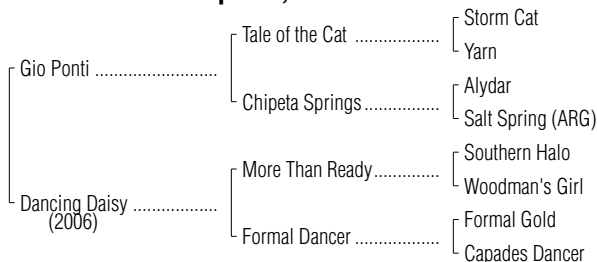 Storm Cat
Tale of the Cat ..................
Yarn
Gio Ponti ..........................
Alydar
Chipeta Springs................
Salt Spring (ARG)
Southern Halo
More Than Ready..............
Woodman's Girl
Dancing Daisy ..................
(2006)
Formal Gold
Formal Dancer ..................
Capades Dancer